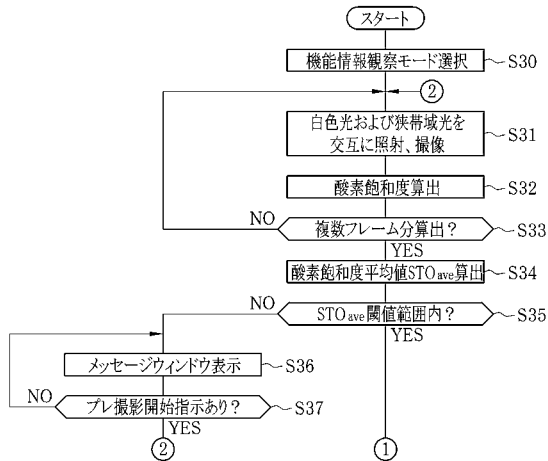 スタート
機能情報観察モード選択
S30
②
白色光および狭帯域光を
交互に照射、撮像
S31
酸素飽和度算出
S32
NO
複数フレーム分算出？
S33
YES
酸素飽和度平均値STOave算出
S34
NO
STOave閾値範囲内？
S35
YES
メッセージウィンドウ表示
S36
NO
プレ撮影開始指示あり？
S37
YES
②
①